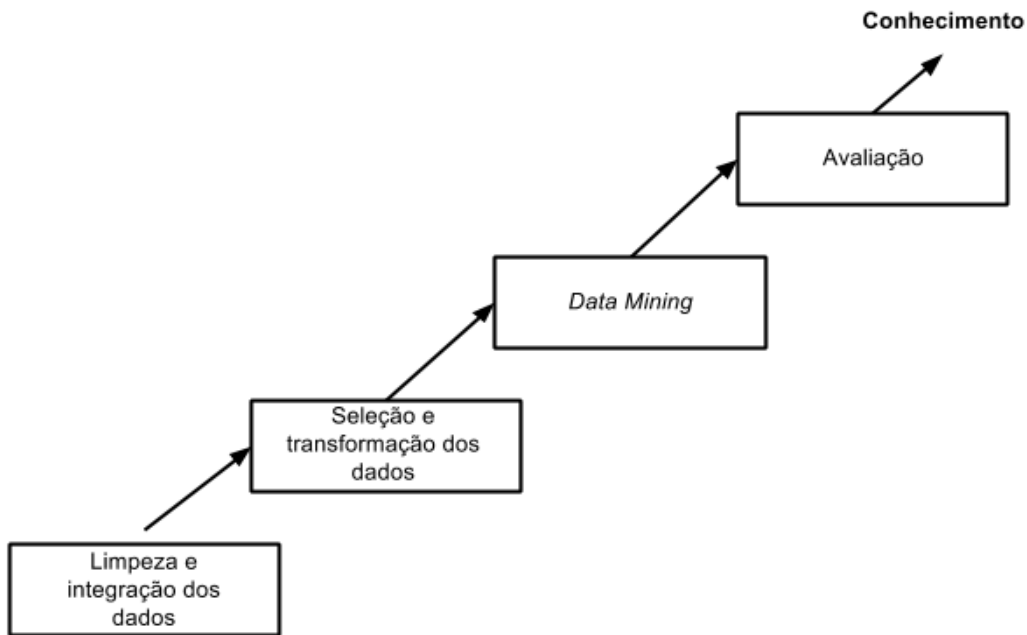 Conhecimento
Avaliação
Data Mining
Seleção e
transformação dos
dados
Limpeza e
integração dos
dados